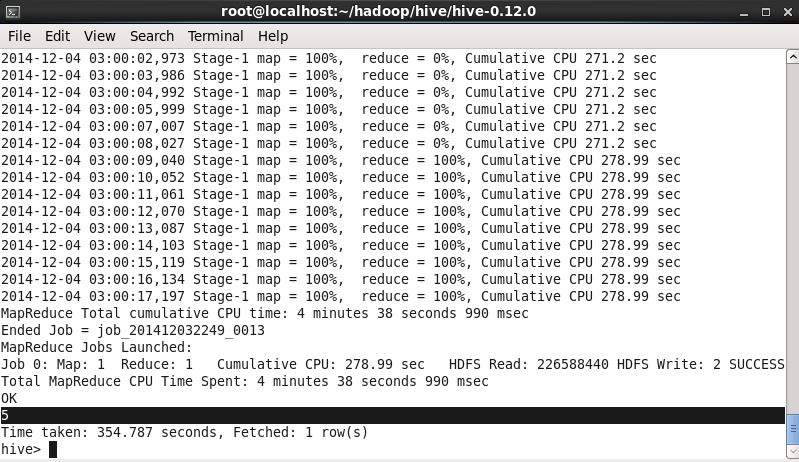 root@localhost:~/hadoop/hive/hive-0.12.0
File Edit View Search Terminal Help
2014-12-04 03:00:02,973 Stage-1 map = 100%,  reduce = 0%, Cumulative CPU 271.2 sec
2014-12-04 03:00:03,986 Stage-1 map = 100%,  reduce = 0%, Cumulative CPU 271.2 sec
2014-12-04 03:00:04,992 Stage-1 map = 100%,  reduce = 0%, Cumulative CPU 271.2 sec
2014-12-04 03:00:05,999 Stage-1 map = 100%,  reduce = 0%, Cumulative CPU 271.2 sec
2014-12-04 03:00:07,007 Stage-1 map = 100%,  reduce = 0%, Cumulative CPU 271.2 sec
2014-12-04 03:00:08,027 Stage-1 map = 100%,  reduce = 0%, Cumulative CPU 271.2 sec
2014-12-04 03:00:09,040 Stage-1 map = 100%,  reduce = 100%, Cumulative CPU 278.99 sec
2014-12-04 03:00:10,052 Stage-1 map = 100%,  reduce = 100%, Cumulative CPU 278.99 sec
2014-12-04 03:00:11,061 Stage-1 map = 100%,  reduce = 100%, Cumulative CPU 278.99 sec
2014-12-04 03:00:12,070 Stage-1 map = 100%,  reduce = 100%, Cumulative CPU 278.99 sec
2014-12-04 03:00:13,087 Stage-1 map = 100%,  reduce = 100%, Cumulative CPU 278.99 sec
2014-12-04 03:00:14,103 Stage-1 map = 100%,  reduce = 100%, Cumulative CPU 278.99 sec
2014-12-04 03:00:15,119 Stage-1 map = 100%,  reduce = 100%, Cumulative CPU 278.99 sec
2014-12-04 03:00:16,134 Stage-1 map = 100%,  reduce = 100%, Cumulative CPU 278.99 sec
2014-12-04 03:00:17,197 Stage-1 map = 100%,  reduce = 100%, Cumulative CPU 278.99 sec
MapReduce Total cumulative CPU time: 4 minutes 38 seconds 990 msec
Ended Job = job_201412032249_0013
MapReduce Jobs Launched:
Job 0: Map: 1  Reduce: 1   Cumulative CPU: 278.99 sec   HDFS Read: 226588440 HDFS Write: 2 SUCCESS
Total MapReduce CPU Time Spent: 4 minutes 38 seconds 990 msec
OK
5
Time taken: 354.787 seconds, Fetched: 1 row(s)
hive>